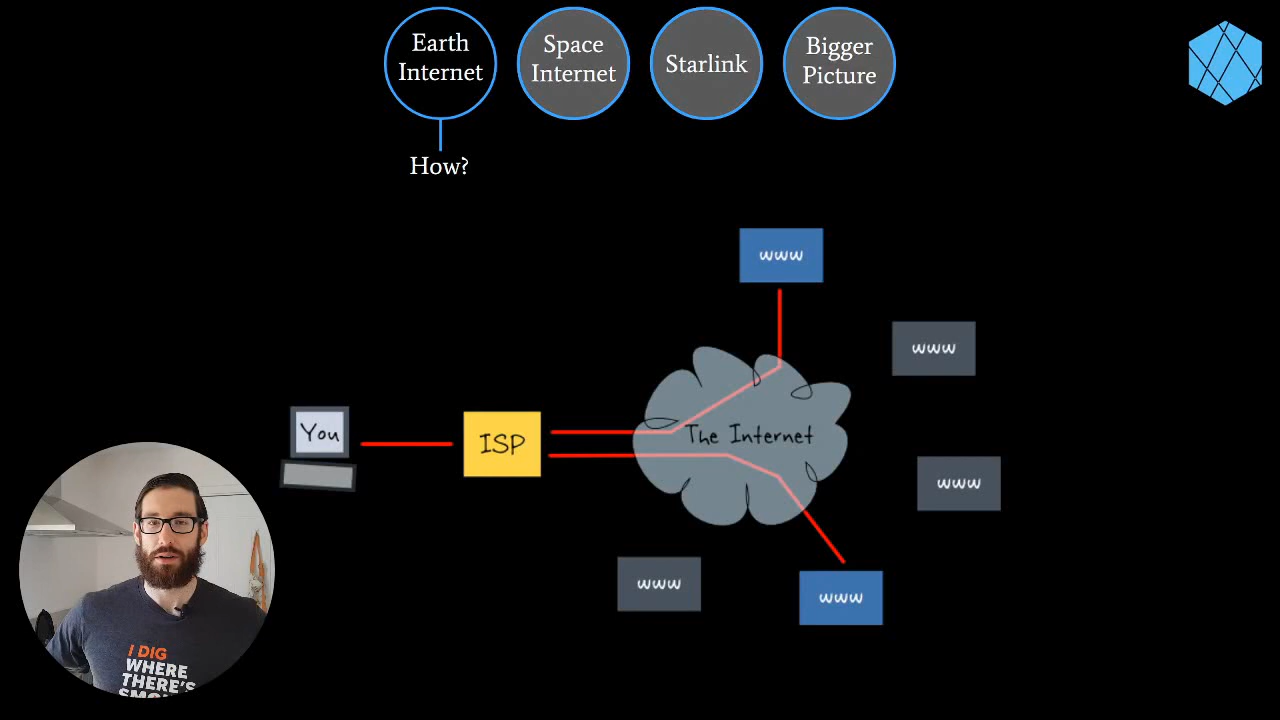 Earth
Internet
Space
Internet
Starlink
Bigger
Picture
How?
www
www
You
ISP
The Internet
www
www
www
I DIG
WHERE
THERE'S